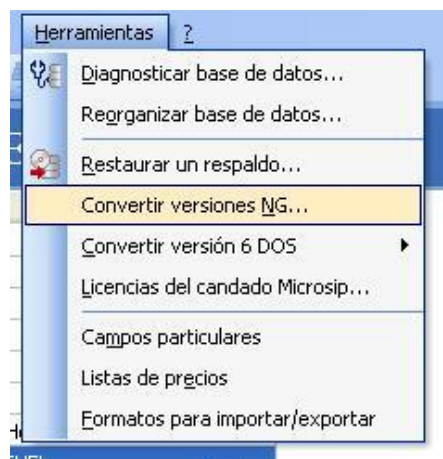 Herramientas ?
Diagnosticar base de datos...
Reorganizar base de datos...
Restaurar un respaldo...
Convertir versiones NG...
Convertir versión 6 DOS
Licencias del candado Microsip...
Campos particulares
Listas de precios
Formatos para importar/exportar